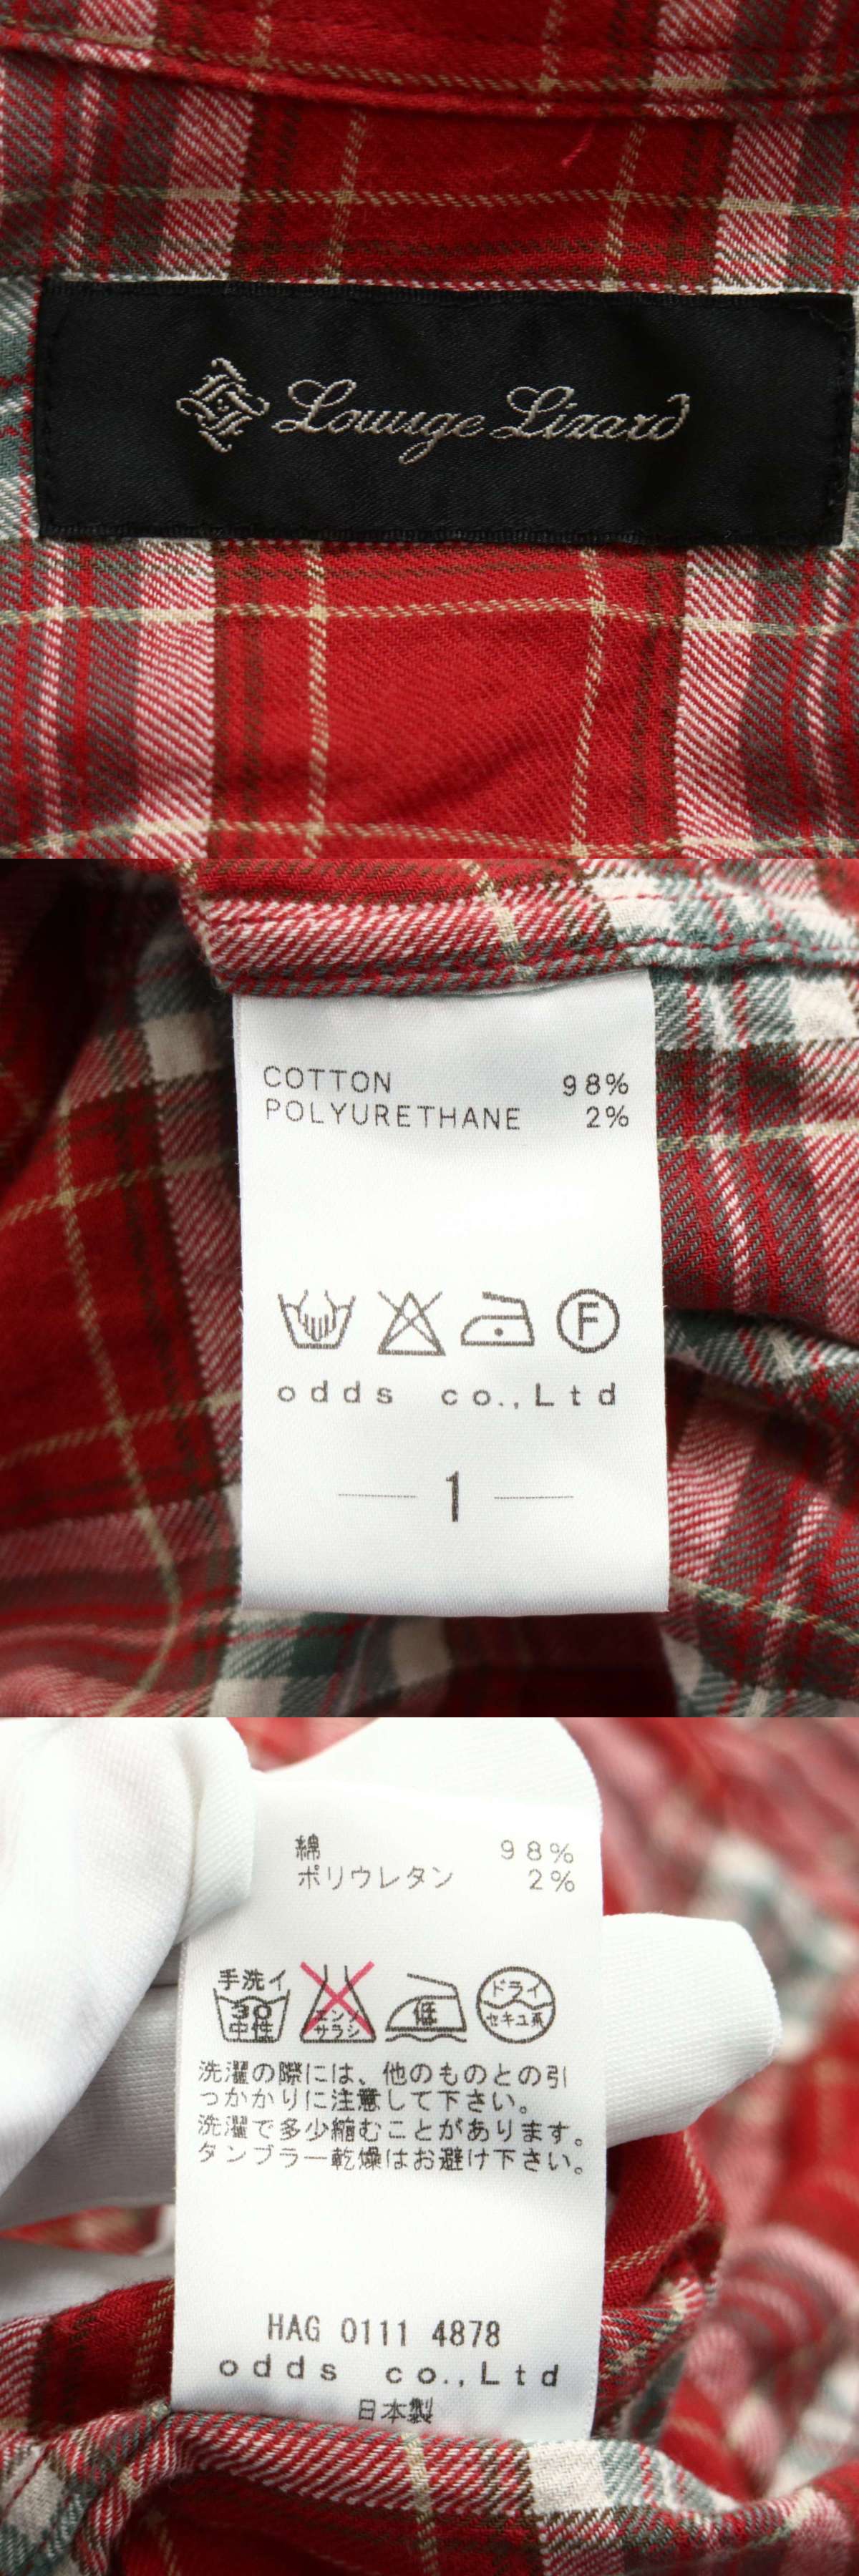 Lounge Lizard
COTTON 98%
POLYURETHANE 2%
F
odds co.,Ltd
1
綿 98%
ポリウレタン 2%
手洗イ
30
中性
エンソ
サラシ
低
ドライ
セキユ系
洗濯の際には、他のものとの引
っかかりに注意して下さい。
洗濯で多少縮むことがあります。
タンブラー乾燥はお避け下さい。
HAG 0111 4878
odds co.,Ltd
日本製